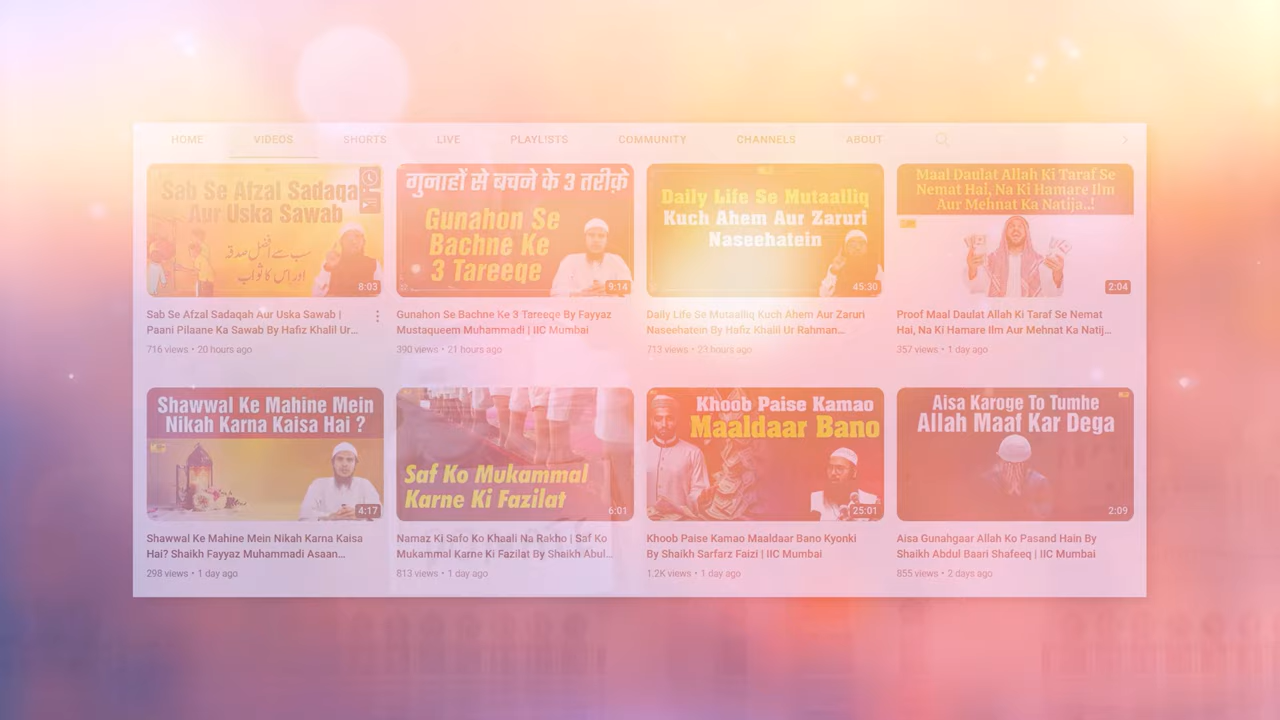 HOME VIDEOS SHORTS LIVE PLAYLISTS COMMUNITY CHANNELS ABOUT
Sab Se Afzal Sadaqa
Aur Uska Sawab
سب سے افضل صدقہ
اور اس کا ثواب
8:03
Sab Se Afzal Sadaqah Aur Uska Sawab |
Paani Pilaane Ka Sawab By Hafiz Khalil Ur...
716 views • 20 hours ago
गुनाहों से बचने के 3 तरीक़े
Gunahon Se
Bachne Ke
3 Tareeqe
9:14
Gunahon Se Bachne Ke 3 Tareeqe By Fayyaz
Mustaqueem Muhammadi | IIC Mumbai
390 views • 21 hours ago
Daily Life Se Mutaalliq
Kuch Ahem Aur Zaruri
Naseehatein
45:30
Daily Life Se Mutaalliq Kuch Ahem Aur Zaruri
Naseehatein By Hafiz Khalil Ur Rahman...
713 views • 23 hours ago
Maal Daulat Allah Ki Taraf Se
Nemat Hai, Na Ki Hamare Ilm
Aur Mehnat Ka Natija..!
2:04
Proof Maal Daulat Allah Ki Taraf Se Nemat
Hai, Na Ki Hamare Ilm Aur Mehnat Ka Natij...
357 views • 1 day ago
Shawwal Ke Mahine Mein
Nikah Karna Kaisa Hai ?
4:17
Shawwal Ke Mahine Mein Nikah Karna Kaisa
Hai? Shaikh Fayyaz Muhammadi Asaan...
298 views • 1 day ago
Saf Ko Mukammal
Karne Ki Fazilat
6:01
Namaz Ki Safo Ko Khaali Na Rakho | Saf Ko
Mukammal Karne Ki Fazilat By Shaikh Abul...
813 views • 1 day ago
Khoob Paise Kamao
Maaldaar Bano
25:01
Khoob Paise Kamao Maaldaar Bano Kyonki
By Shaikh Sarfarz Faizi | IIC Mumbai
1.2K views • 1 day ago
Aisa Karoge To Tumhe
Allah Maaf Kar Dega
2:09
Aisa Gunahgaar Allah Ko Pasand Hain By
Shaikh Abdul Baari Shafeeq | IIC Mumbai
855 views • 2 days ago